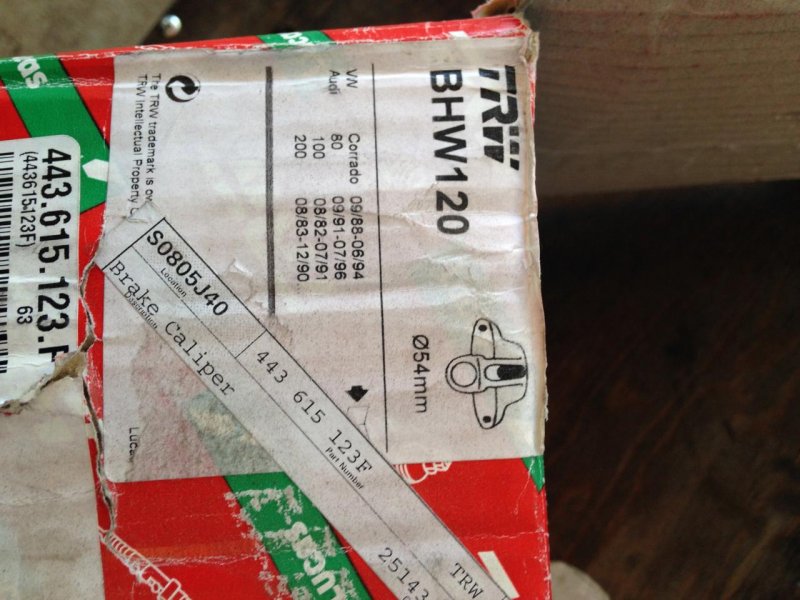 TRW
BHW120
VW Corrado 09/88-06/94
Audi 80 09/91-07/96
100 08/82-07/91
200 08/83-12/90
Ø54mm
The TRW trademark is
TRW Intellectual Property
443.615.123.F
(443615123F)
63
S0805J40
Location
443 615 123F
Part Number
Brake Caliper
Description
TRW
25143
Lucas